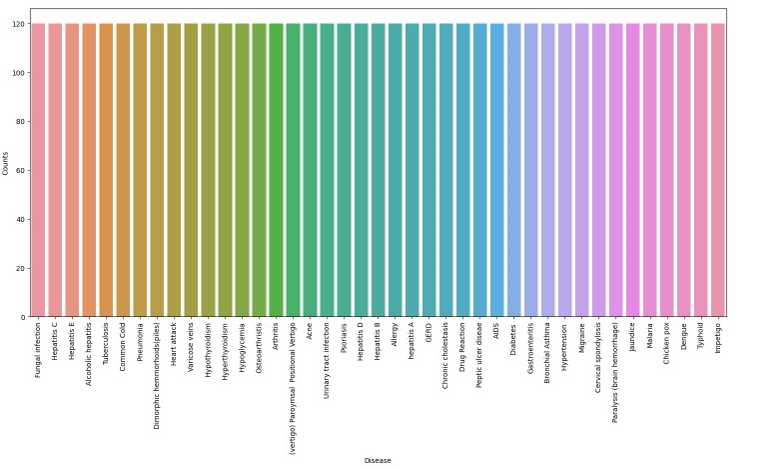 120
100
80
60
40
20
0
Counts
Fungal infection
Hepatitis C
Hepatitis E
Alcoholic hepatitis
Tuberculosis
Common Cold
Pneumonia
Dimorphic hemmorhoids(piles)
Heart attack
Varicose veins
Hypothyroidism
Hyperthyroidism
Hypoglycemia
Osteoarthristis
Arthritis
(vertigo) Paroymsal Positional Vertigo
Acne
Urinary tract infection
Psoriasis
Hepatitis D
Hepatitis B
Allergy
hepatitis A
GERD
Chronic cholestasis
Drug Reaction
Peptic ulcer diseae
AIDS
Diabetes
Gastroenteritis
Bronchial Asthma
Hypertension
Migraine
Cervical spondylosis
Paralysis (brain hemorrhage)
Jaundice
Malaria
Chicken pox
Dengue
Typhoid
Impetigo
Disease